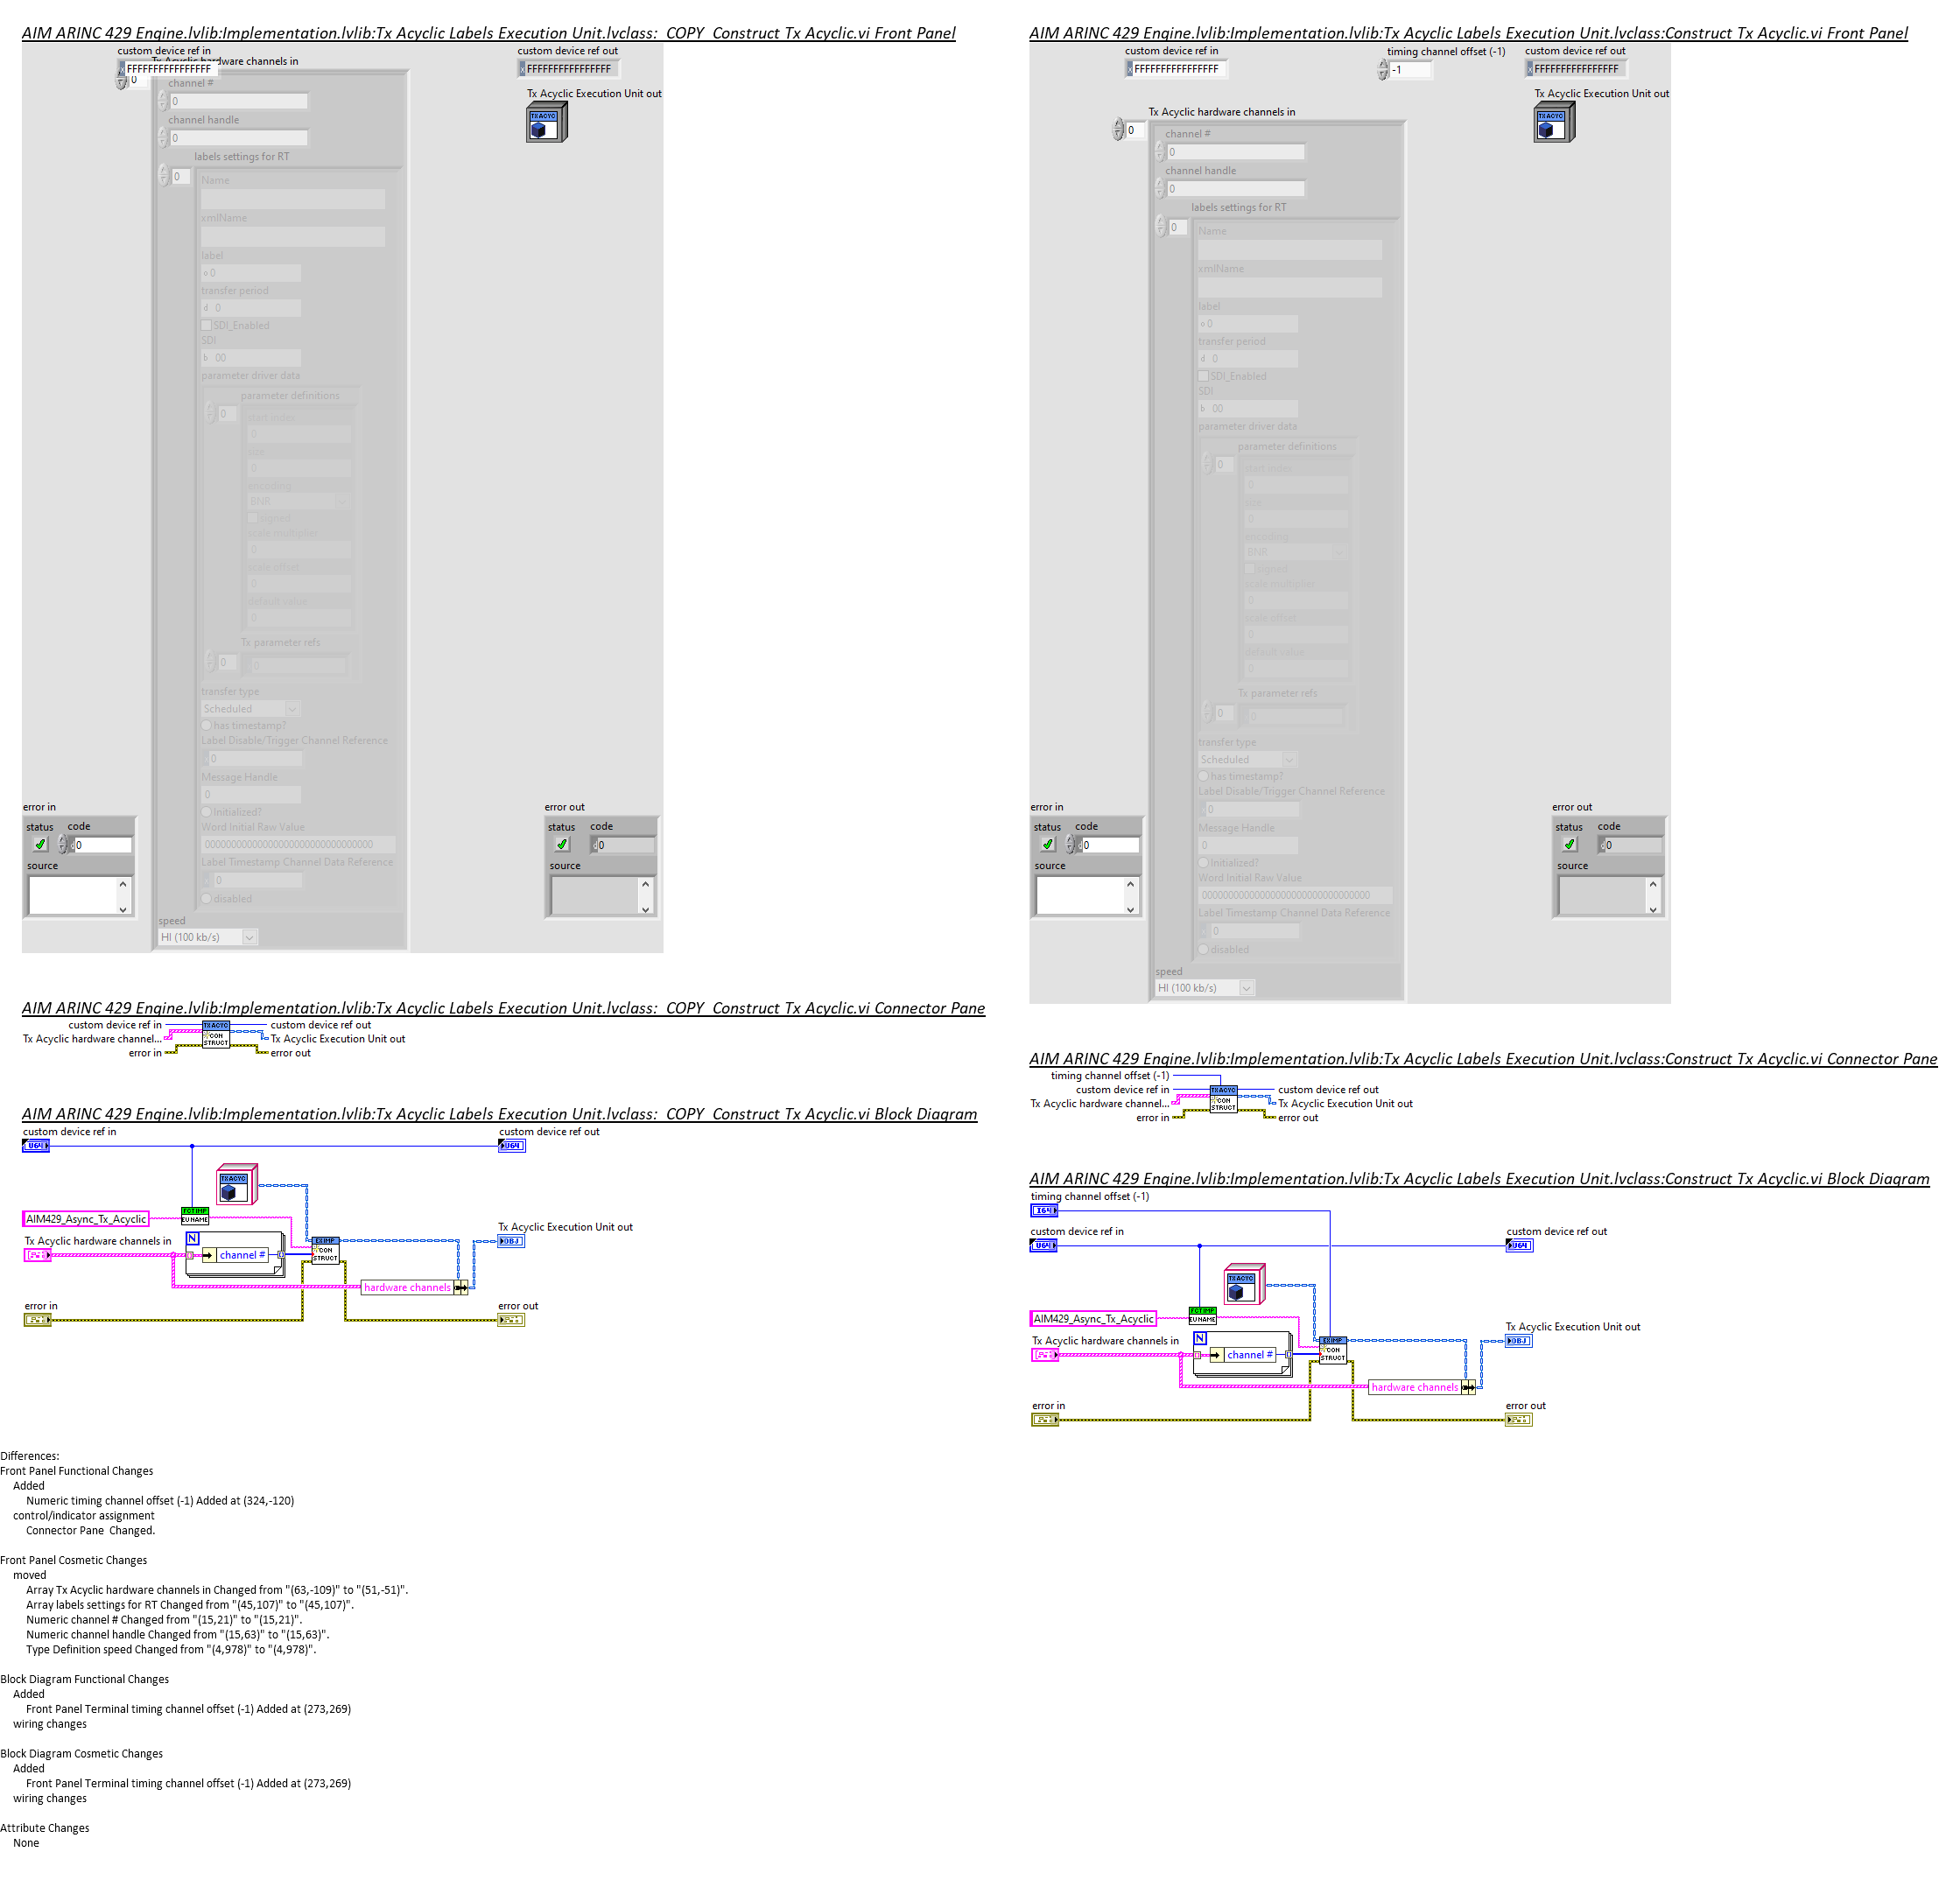 AIM ARINC 429 Engine.lvlib:Implementation.lvlib:Tx Acyclic Labels Execution Unit.lvclass:  COPY  Construct Tx Acyclic.vi Front Panel
custom device ref in
custom device ref out
Tx Acyclic hardware channels in
FFFFFFFFFFFFFFFF
FFFFFFFFFFFFFFFF
0
Tx Acyclic Execution Unit out
TX ACYC
channel #
0
channel handle
0
labels settings for RT
0
Name
xmlName
label
o 0
transfer period
d 0
SDI_Enabled
SDI
b 00
parameter driver data
parameter definitions
0
start index
0
size
0
encoding
BNR
signed
scale multiplier
0
scale offset
0
default value
0
Tx parameter refs
0
0
transfer type
Scheduled
has timestamp?
Label Disable/Trigger Channel Reference
0
Message Handle
0
Initialized?
Word Initial Raw Value
00000000000000000000000000000000
Label Timestamp Channel Data Reference
0
disabled
speed
HI (100 kb/s)
error in
status code
d0
source
error out
status code
d0
source
AIM ARINC 429 Engine.lvlib:Implementation.lvlib:Tx Acyclic Labels Execution Unit.lvclass:  COPY  Construct Tx Acyclic.vi Connector Pane
custom device ref in
Tx Acyclic hardware channel...
error in
TX ACYC
CON
STRUCT
custom device ref out
Tx Acyclic Execution Unit out
error out
AIM ARINC 429 Engine.lvlib:Implementation.lvlib:Tx Acyclic Labels Execution Unit.lvclass:  COPY  Construct Tx Acyclic.vi Block Diagram
custom device ref in
custom device ref out
U64
U64
TX ACYC
AIM429_Async_Tx_Acyclic
EU NAME
Tx Acyclic Execution Unit out
OBJ
Tx Acyclic hardware channels in
N
channel #
CON
STRUCT
hardware channels
error in
error out
AIM ARINC 429 Engine.lvlib:Implementation.lvlib:Tx Acyclic Labels Execution Unit.lvclass:Construct Tx Acyclic.vi Front Panel
custom device ref in
timing channel offset (-1)
custom device ref out
FFFFFFFFFFFFFFFF
-1
FFFFFFFFFFFFFFFF
Tx Acyclic Execution Unit out
TX ACYC
Tx Acyclic hardware channels in
0
channel #
0
channel handle
0
labels settings for RT
0
Name
xmlName
label
o 0
transfer period
d 0
SDI_Enabled
SDI
b 00
parameter driver data
parameter definitions
0
start index
0
size
0
encoding
BNR
signed
scale multiplier
0
scale offset
0
default value
0
Tx parameter refs
0
0
transfer type
Scheduled
has timestamp?
Label Disable/Trigger Channel Reference
0
Message Handle
0
Initialized?
Word Initial Raw Value
00000000000000000000000000000000
Label Timestamp Channel Data Reference
0
disabled
speed
HI (100 kb/s)
error in
status code
d0
source
error out
status code
d0
source
AIM ARINC 429 Engine.lvlib:Implementation.lvlib:Tx Acyclic Labels Execution Unit.lvclass:Construct Tx Acyclic.vi Connector Pane
timing channel offset (-1)
custom device ref in
Tx Acyclic hardware channel...
error in
TX ACYC
CON
STRUCT
custom device ref out
Tx Acyclic Execution Unit out
error out
AIM ARINC 429 Engine.lvlib:Implementation.lvlib:Tx Acyclic Labels Execution Unit.lvclass:Construct Tx Acyclic.vi Block Diagram
timing channel offset (-1)
I64
custom device ref in
custom device ref out
U64
U64
TX ACYC
AIM429_Async_Tx_Acyclic
EU NAME
Tx Acyclic Execution Unit out
OBJ
Tx Acyclic hardware channels in
N
channel #
CON
STRUCT
hardware channels
error in
error out
Differences:
Front Panel Functional Changes
Added
Numeric timing channel offset (-1) Added at (324,-120)
control/indicator assignment
Connector Pane  Changed.
Front Panel Cosmetic Changes
moved
Array Tx Acyclic hardware channels in Changed from "(63,-109)" to "(51,-51)".
Array labels settings for RT Changed from "(45,107)" to "(45,107)".
Numeric channel # Changed from "(15,21)" to "(15,21)".
Numeric channel handle Changed from "(15,63)" to "(15,63)".
Type Definition speed Changed from "(4,978)" to "(4,978)".
Block Diagram Functional Changes
Added
Front Panel Terminal timing channel offset (-1) Added at (273,269)
wiring changes
Block Diagram Cosmetic Changes
Added
Front Panel Terminal timing channel offset (-1) Added at (273,269)
wiring changes
Attribute Changes
None